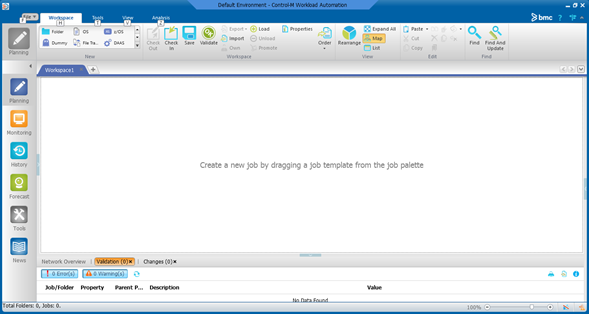 Default Environment - Control-M Workload Automation
File Workspace Tools View Analysis
H
bmc
Planning
Folder OS z/OS
Dummy File Tra.. OHAS
New
Check Out
Check In
Save
Validate
Export Load
Import Unload
Own Promote
Properties
Order
Workspace
Rearrange
Expand All
Map
List
View
Paste
Cut
Copy
Edit
Find
Find And Update
Find
Workspace1
Planning
Monitoring
History
Forecast
Tools
News
Create a new job by dragging a job template from the job palette
Network Overview Validation (0) Changes (0)
0 Error(s) 0 Warning(s)
Job/Folder Property Parent P... Description Value
No Data Found
Total Folders: 0, Jobs: 0.
100%